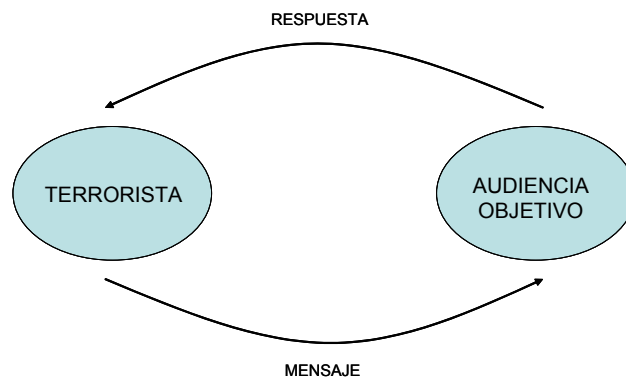 RESPUESTA
TERRORISTA
AUDIENCIA
OBJETIVO
MENSAJE